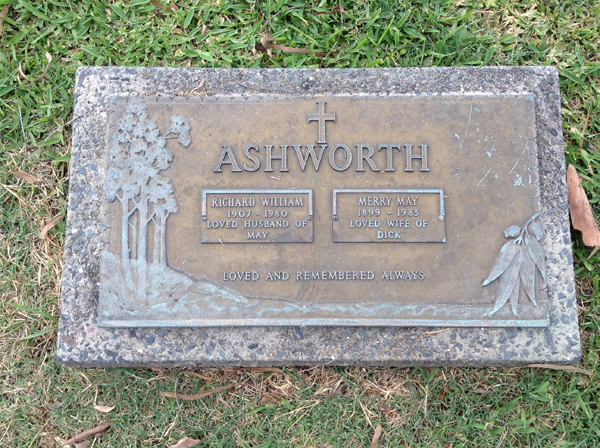 ASHWORTH
RICHARD WILLIAM
1907 - 1980
LOVED HUSBAND OF
MAY
MERRY MAY
1899 - 1983
LOVED WIFE OF
DICK
LOVED AND REMEMBERED ALWAYS